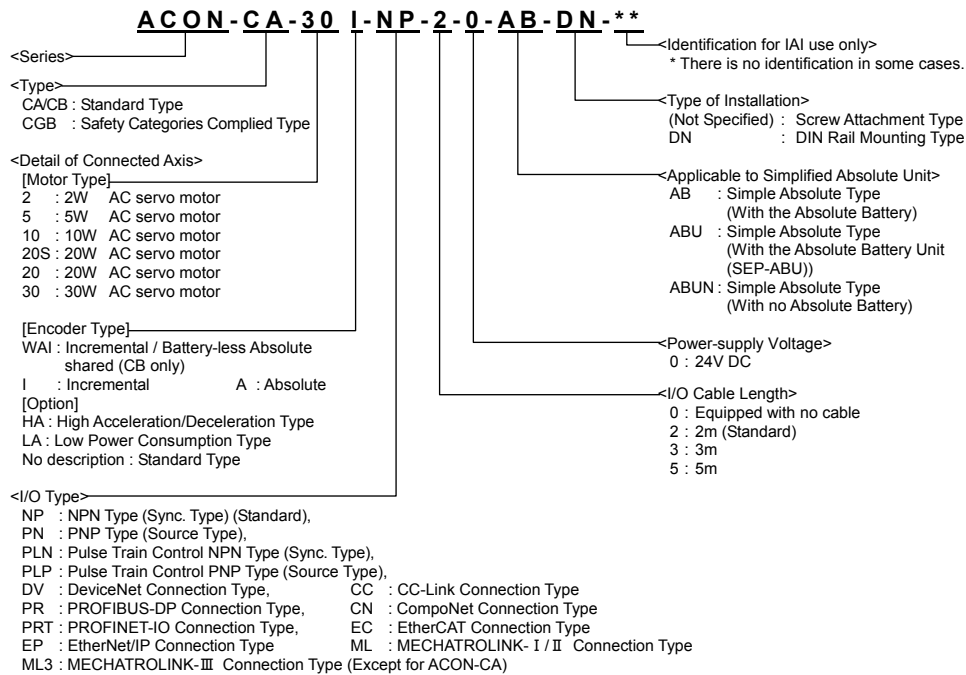 ACON-CA-30 I-NP-2-0-AB-DN-**
<Series>
<Type>
CA/CB : Standard Type
CGB : Safety Categories Complied Type
<Detail of Connected Axis>
[Motor Type]
2 : 2W AC servo motor
5 : 5W AC servo motor
10 : 10W AC servo motor
20S : 20W AC servo motor
20 : 20W AC servo motor
30 : 30W AC servo motor
[Encoder Type]
WAI : Incremental / Battery-less Absolute
shared (CB only)
I : Incremental A : Absolute
[Option]
HA : High Acceleration/Deceleration Type
LA : Low Power Consumption Type
No description : Standard Type
<I/O Type>
NP : NPN Type (Sync. Type) (Standard),
PN : PNP Type (Source Type),
PLN : Pulse Train Control NPN Type (Sync. Type),
PLP : Pulse Train Control PNP Type (Source Type),
DV : DeviceNet Connection Type, CC : CC-Link Connection Type
PR : PROFIBUS-DP Connection Type, CN : CompoNet Connection Type
PRT : PROFINET-IO Connection Type, EC : EtherCAT Connection Type
EP : EtherNet/IP Connection Type ML : MECHATROLINK-Ⅰ/Ⅱ Connection Type
ML3 : MECHATROLINK-Ⅲ Connection Type (Except for ACON-CA)
<Identification for IAI use only>
* There is no identification in some cases.
<Type of Installation>
(Not Specified) : Screw Attachment Type
DN : DIN Rail Mounting Type
<Applicable to Simplified Absolute Unit>
AB : Simple Absolute Type
(With the Absolute Battery)
ABU : Simple Absolute Type
(With the Absolute Battery Unit
(SEP-ABU))
ABUN : Simple Absolute Type
(With no Absolute Battery)
<Power-supply Voltage>
0 : 24V DC
<I/O Cable Length>
0 : Equipped with no cable
2 : 2m (Standard)
3 : 3m
5 : 5m